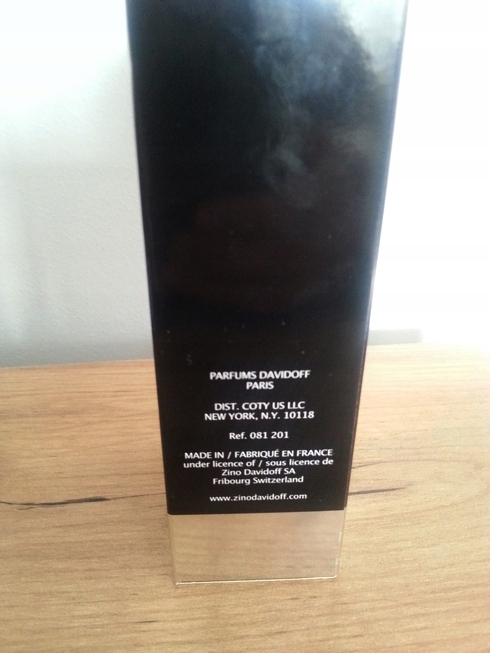 PARFUMS DAVIDOFF
PARIS
DIST. COTY US LLC
NEW YORK, N.Y. 10118
Ref. 081 201
MADE IN / FABRIQUÉ EN FRANCE
under licence of / sous licence de
Zino Davidoff SA
Fribourg Switzerland
www.zinodavidoff.com